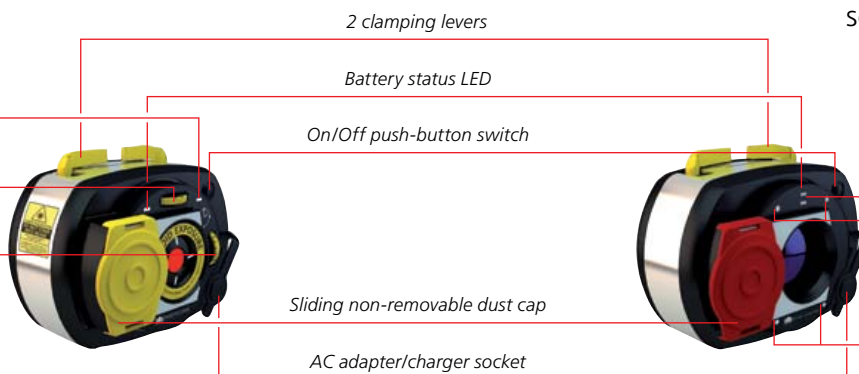 2 clamping levers
S
Battery status LED
On/Off push-button switch
EXPOSURE
Sliding non-removable dust cap
AC adapter/charger socket